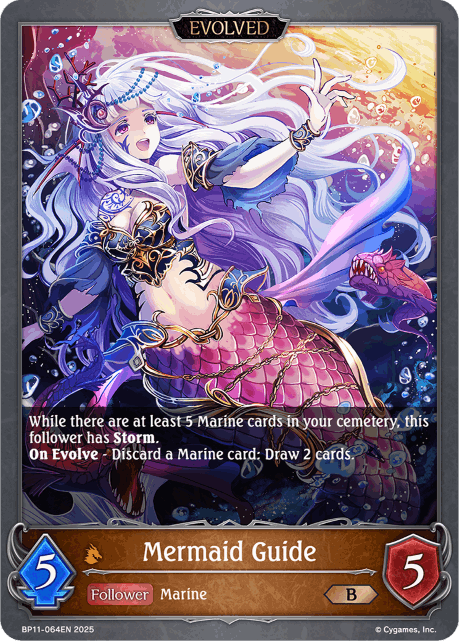 EVOLVED
While there are at least 5 Marine cards in your cemetery, this
follower has Storm.
On Evolve - Discard a Marine card: Draw 2 cards.
Mermaid Guide
5
5
Follower Marine
B
BP11-064EN 2025
© Cygames, Inc.